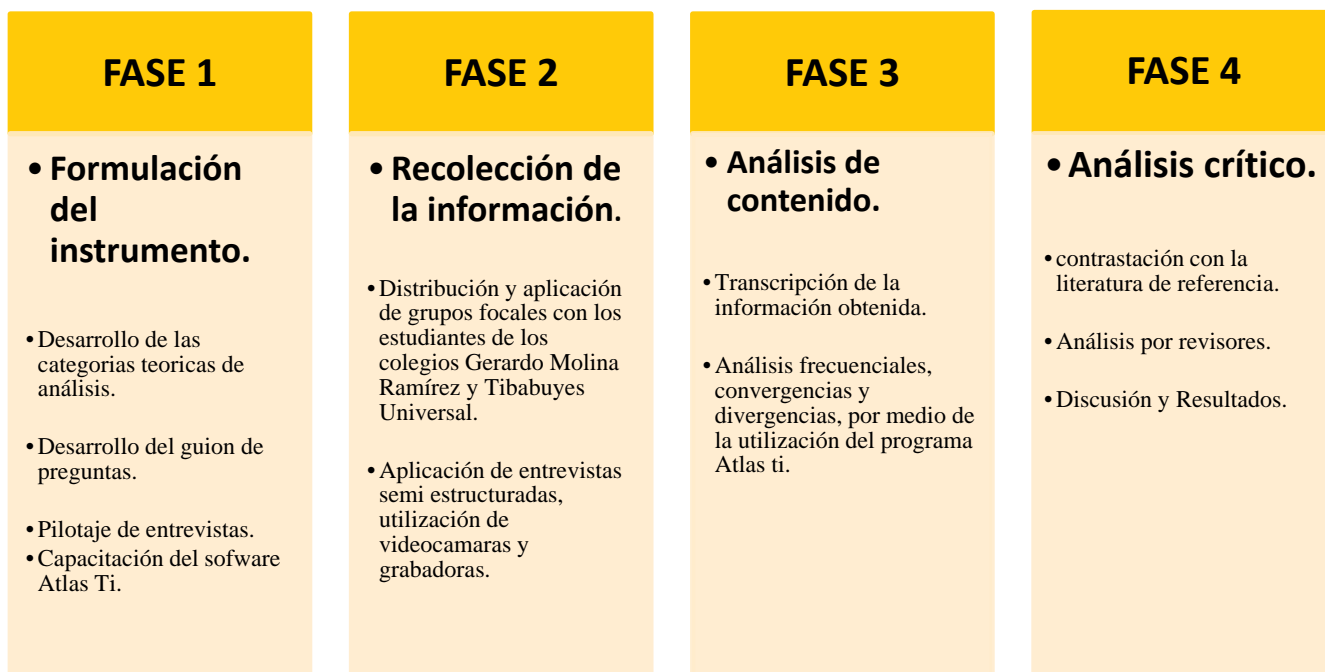 FASE 1
• Formulación
del
instrumento.
• Desarrollo de las
categorias teoricas de
análisis.
• Desarrollo del guion de
preguntas.
• Pilotaje de entrevistas.
• Capacitación del sofware
Atlas Ti.
FASE 2
• Recolección de
la información.
• Distribución y aplicación
de grupos focales con los
estudiantes de los
colegios Gerardo Molina
Ramírez y Tibabuyes
Universal.
• Aplicación de entrevistas
semi estructuradas,
utilización de
videocamaras y
grabadoras.
FASE 3
• Análisis de
contenido.
• Transcripción de la
información obtenida.
• Análisis frecuenciales,
convergencias y
divergencias, por medio de
la utilización del programa
Atlas ti.
FASE 4
• Análisis crítico.
• contrastación con la
literatura de referencia.
• Análisis por revisores.
• Discusión y Resultados.